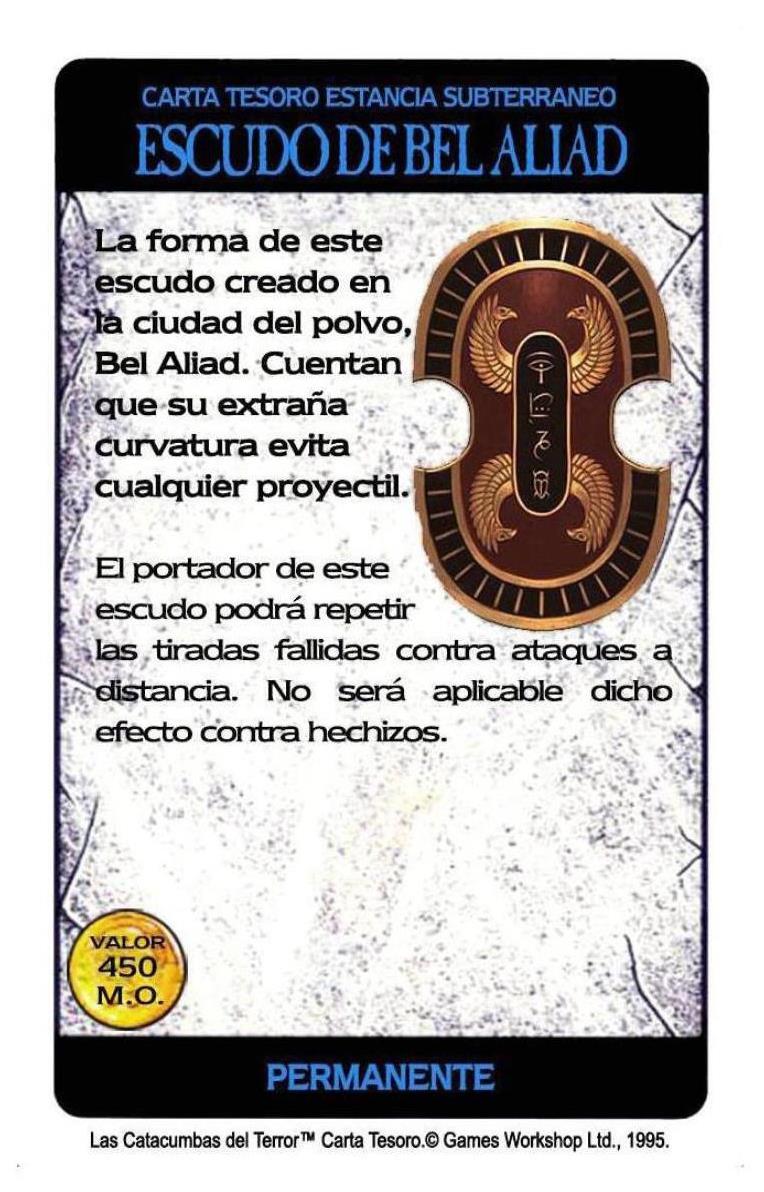 CARTA TESORO ESTANCIA SUBTERRANEO
ESCUDO DE BEL ALIAD
La forma de este
escudo creado en
la ciudad del polvo,
Bel Aliad. Cuentan
que su extraña
curvatura evita
cualquier proyectil.
El portador de este
escudo podrá repetir
las tiradas fallidas contra ataques a
distancia. No será aplicable dicho
efecto contra hechizos.
VALOR
450
M.O.
PERMANENTE
Las Catacumbas del Terror™ Carta Tesoro.© Games Workshop Ltd., 1995.